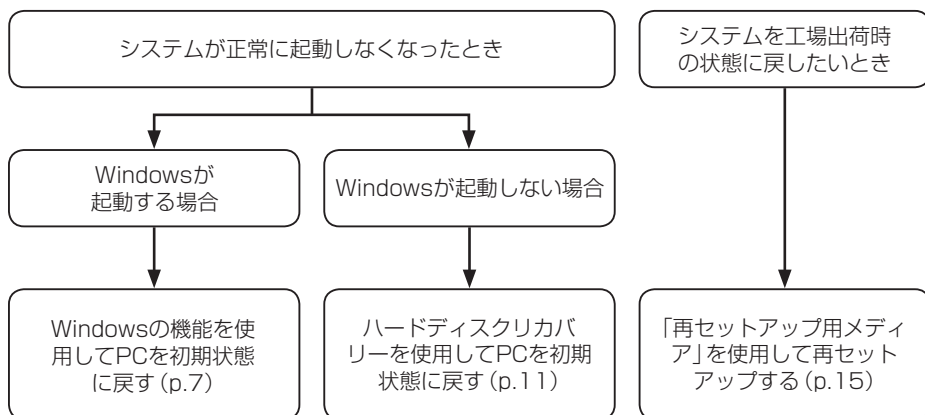 システムが正常に起動しなくなったとき
システムを工場出荷時
の状態に戻したいとき
Windowsが
起動する場合
Windowsが起動しない場合
Windowsの機能を使
用してPCを初期状態
に戻す(p.7)
ハードディスクリカバ
リーを使用してPCを初期
状態に戻す(p.11)
「再セットアップ用メディ
ア」を使用して再セット
アップする(p.15)